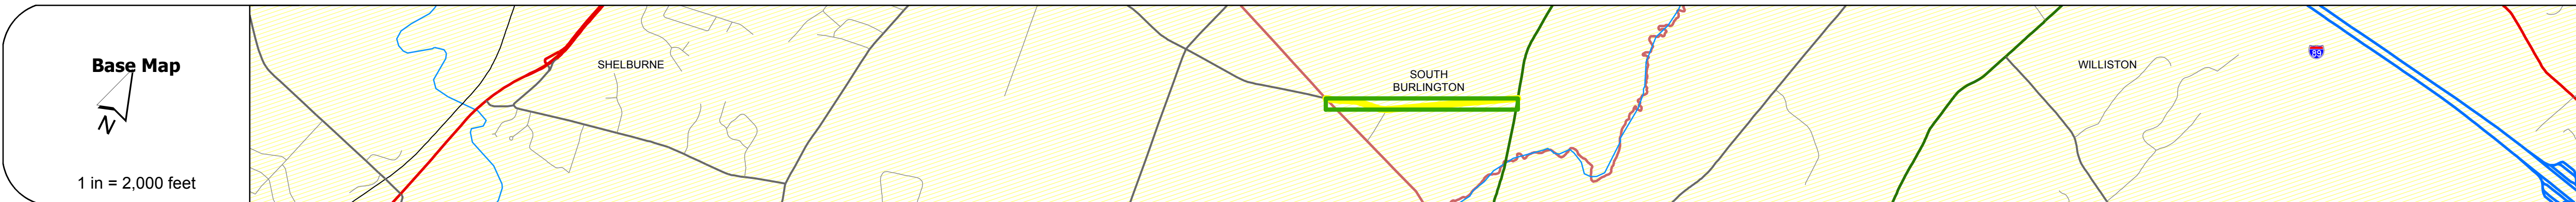 Base Map
N
1 in = 2,000 feet
SHELBURNE
SOUTH
BURLINGTON
WILLISTON
89